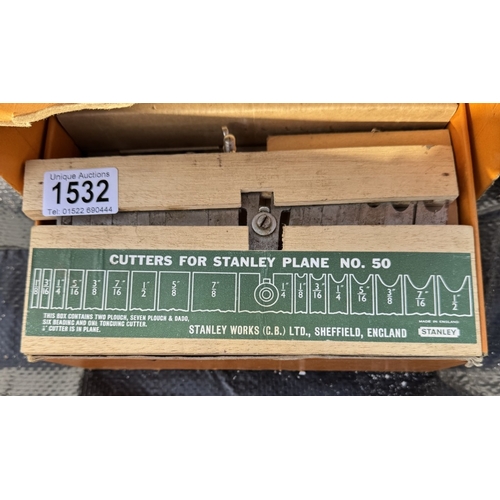 Unique Auctions
1532
Tel: 01522 690444
CUTTERS FOR STANLEY PLANE NO. 50
1/8 3/16 1/4 5/16 3/8 7/16 1/2 5/8 7/8 1/4 1/8 3/16 1/4 5/16 3/8 7/16 1/2
THIS BOX CONTAINS TWO PLOUGH, SEVEN PLOUGH & DADO,
SIX BEADING AND ONE TONGUING CUTTER.
CUTTER IS IN PLANE.
STANLEY WORKS (G.B.) LTD., SHEFFIELD, ENGLAND
MADE IN ENGLAND
STANLEY